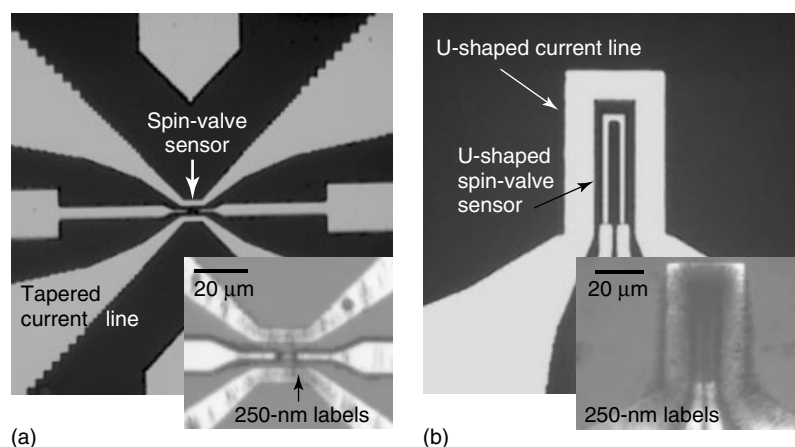 Spin-valve
sensor
Tapered
current line
20 μm
250-nm labels
(a)
U-shaped current line
U-shaped
spin-valve
sensor
20 μm
250-nm labels
(b)